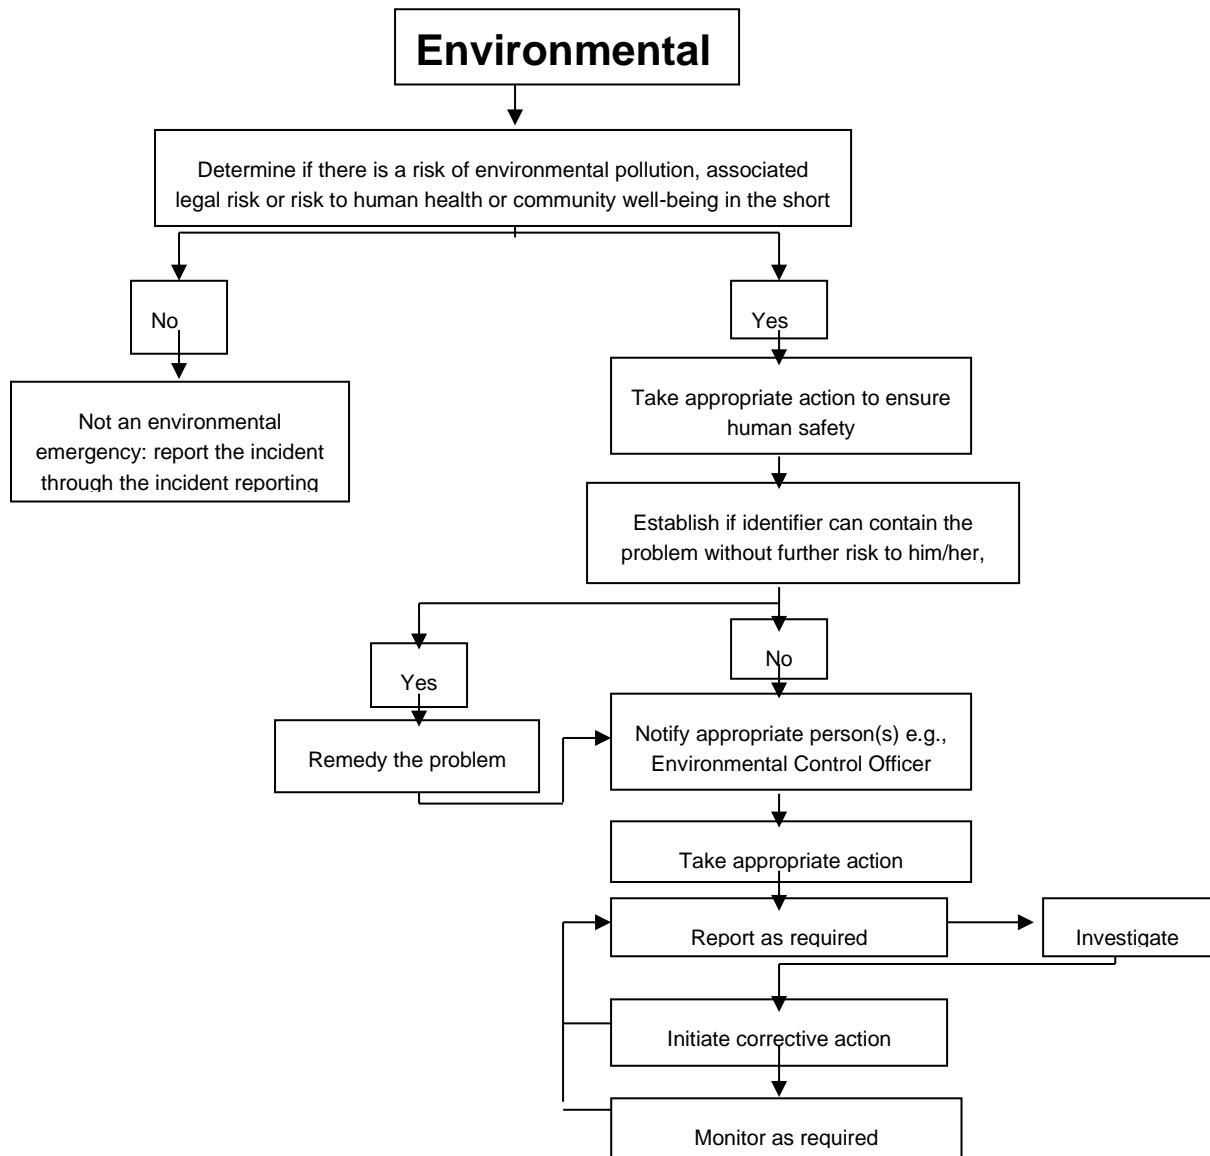 Environmental
Determine if there is a risk of environmental pollution, associated
legal risk or risk to human health or community well-being in the short
No
Yes
Not an environmental
emergency: report the incident
through the incident reporting
Take appropriate action to ensure
human safety
Establish if identifier can contain the
problem without further risk to him/her,
Yes
No
Remedy the problem
Notify appropriate person(s) e.g.,
Environmental Control Officer
Take appropriate action
Report as required
Investigate
Initiate corrective action
Monitor as required